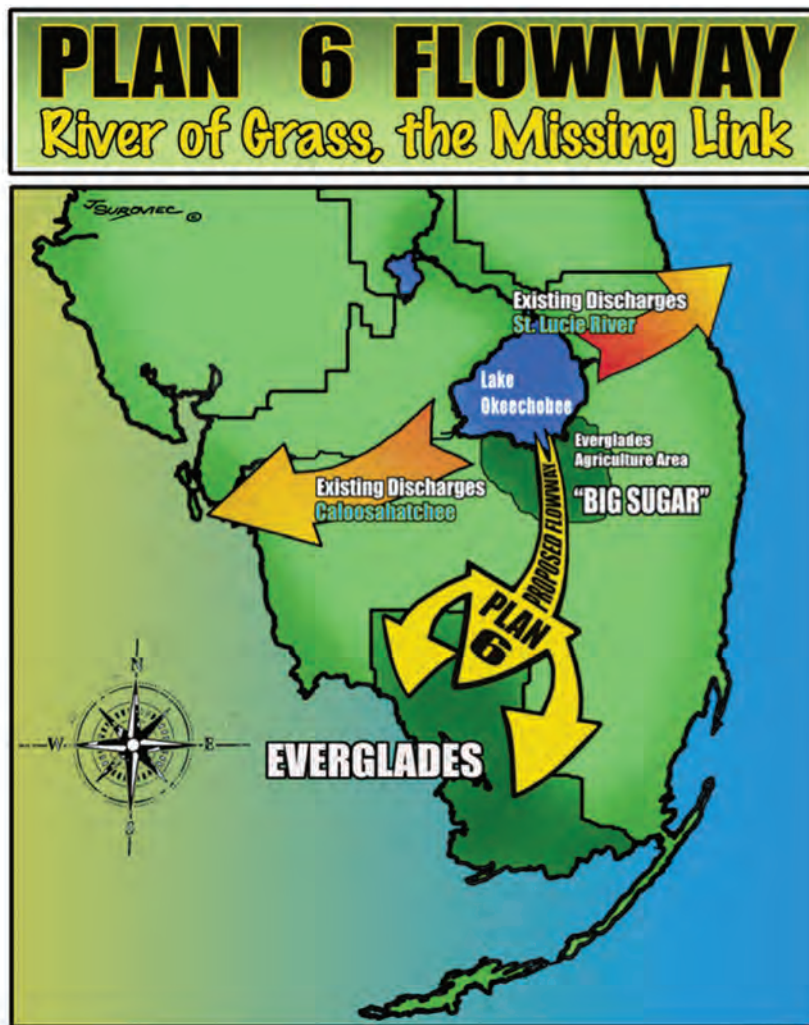 PLAN 6 FLOWWAY
River of Grass, the Missing Link
J SUROVIEC ©
Existing Discharges
St. Lucie River
Lake
Okeechobee
Everglades
Agriculture Area
"BIG SUGAR"
Existing Discharges
Caloosahatchee
PROPOSED FLOWWAY
PLAN
6
N
W
E
S
EVERGLADES